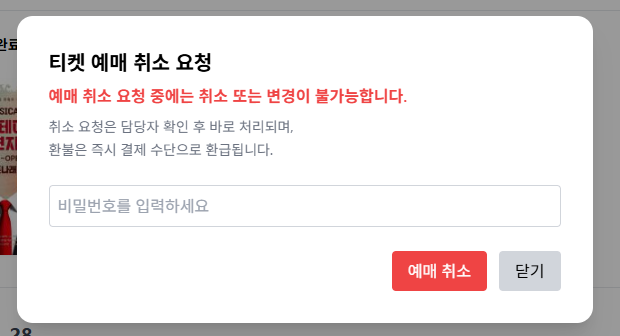 완료
티켓 예매 취소 요청
예매 취소 요청 중에는 취소 또는 변경이 불가능합니다.
취소 요청은 담당자 확인 후 바로 처리되며,
환불은 즉시 결제 수단으로 환급됩니다.
비밀번호를 입력하세요
예매 취소
닫기
28